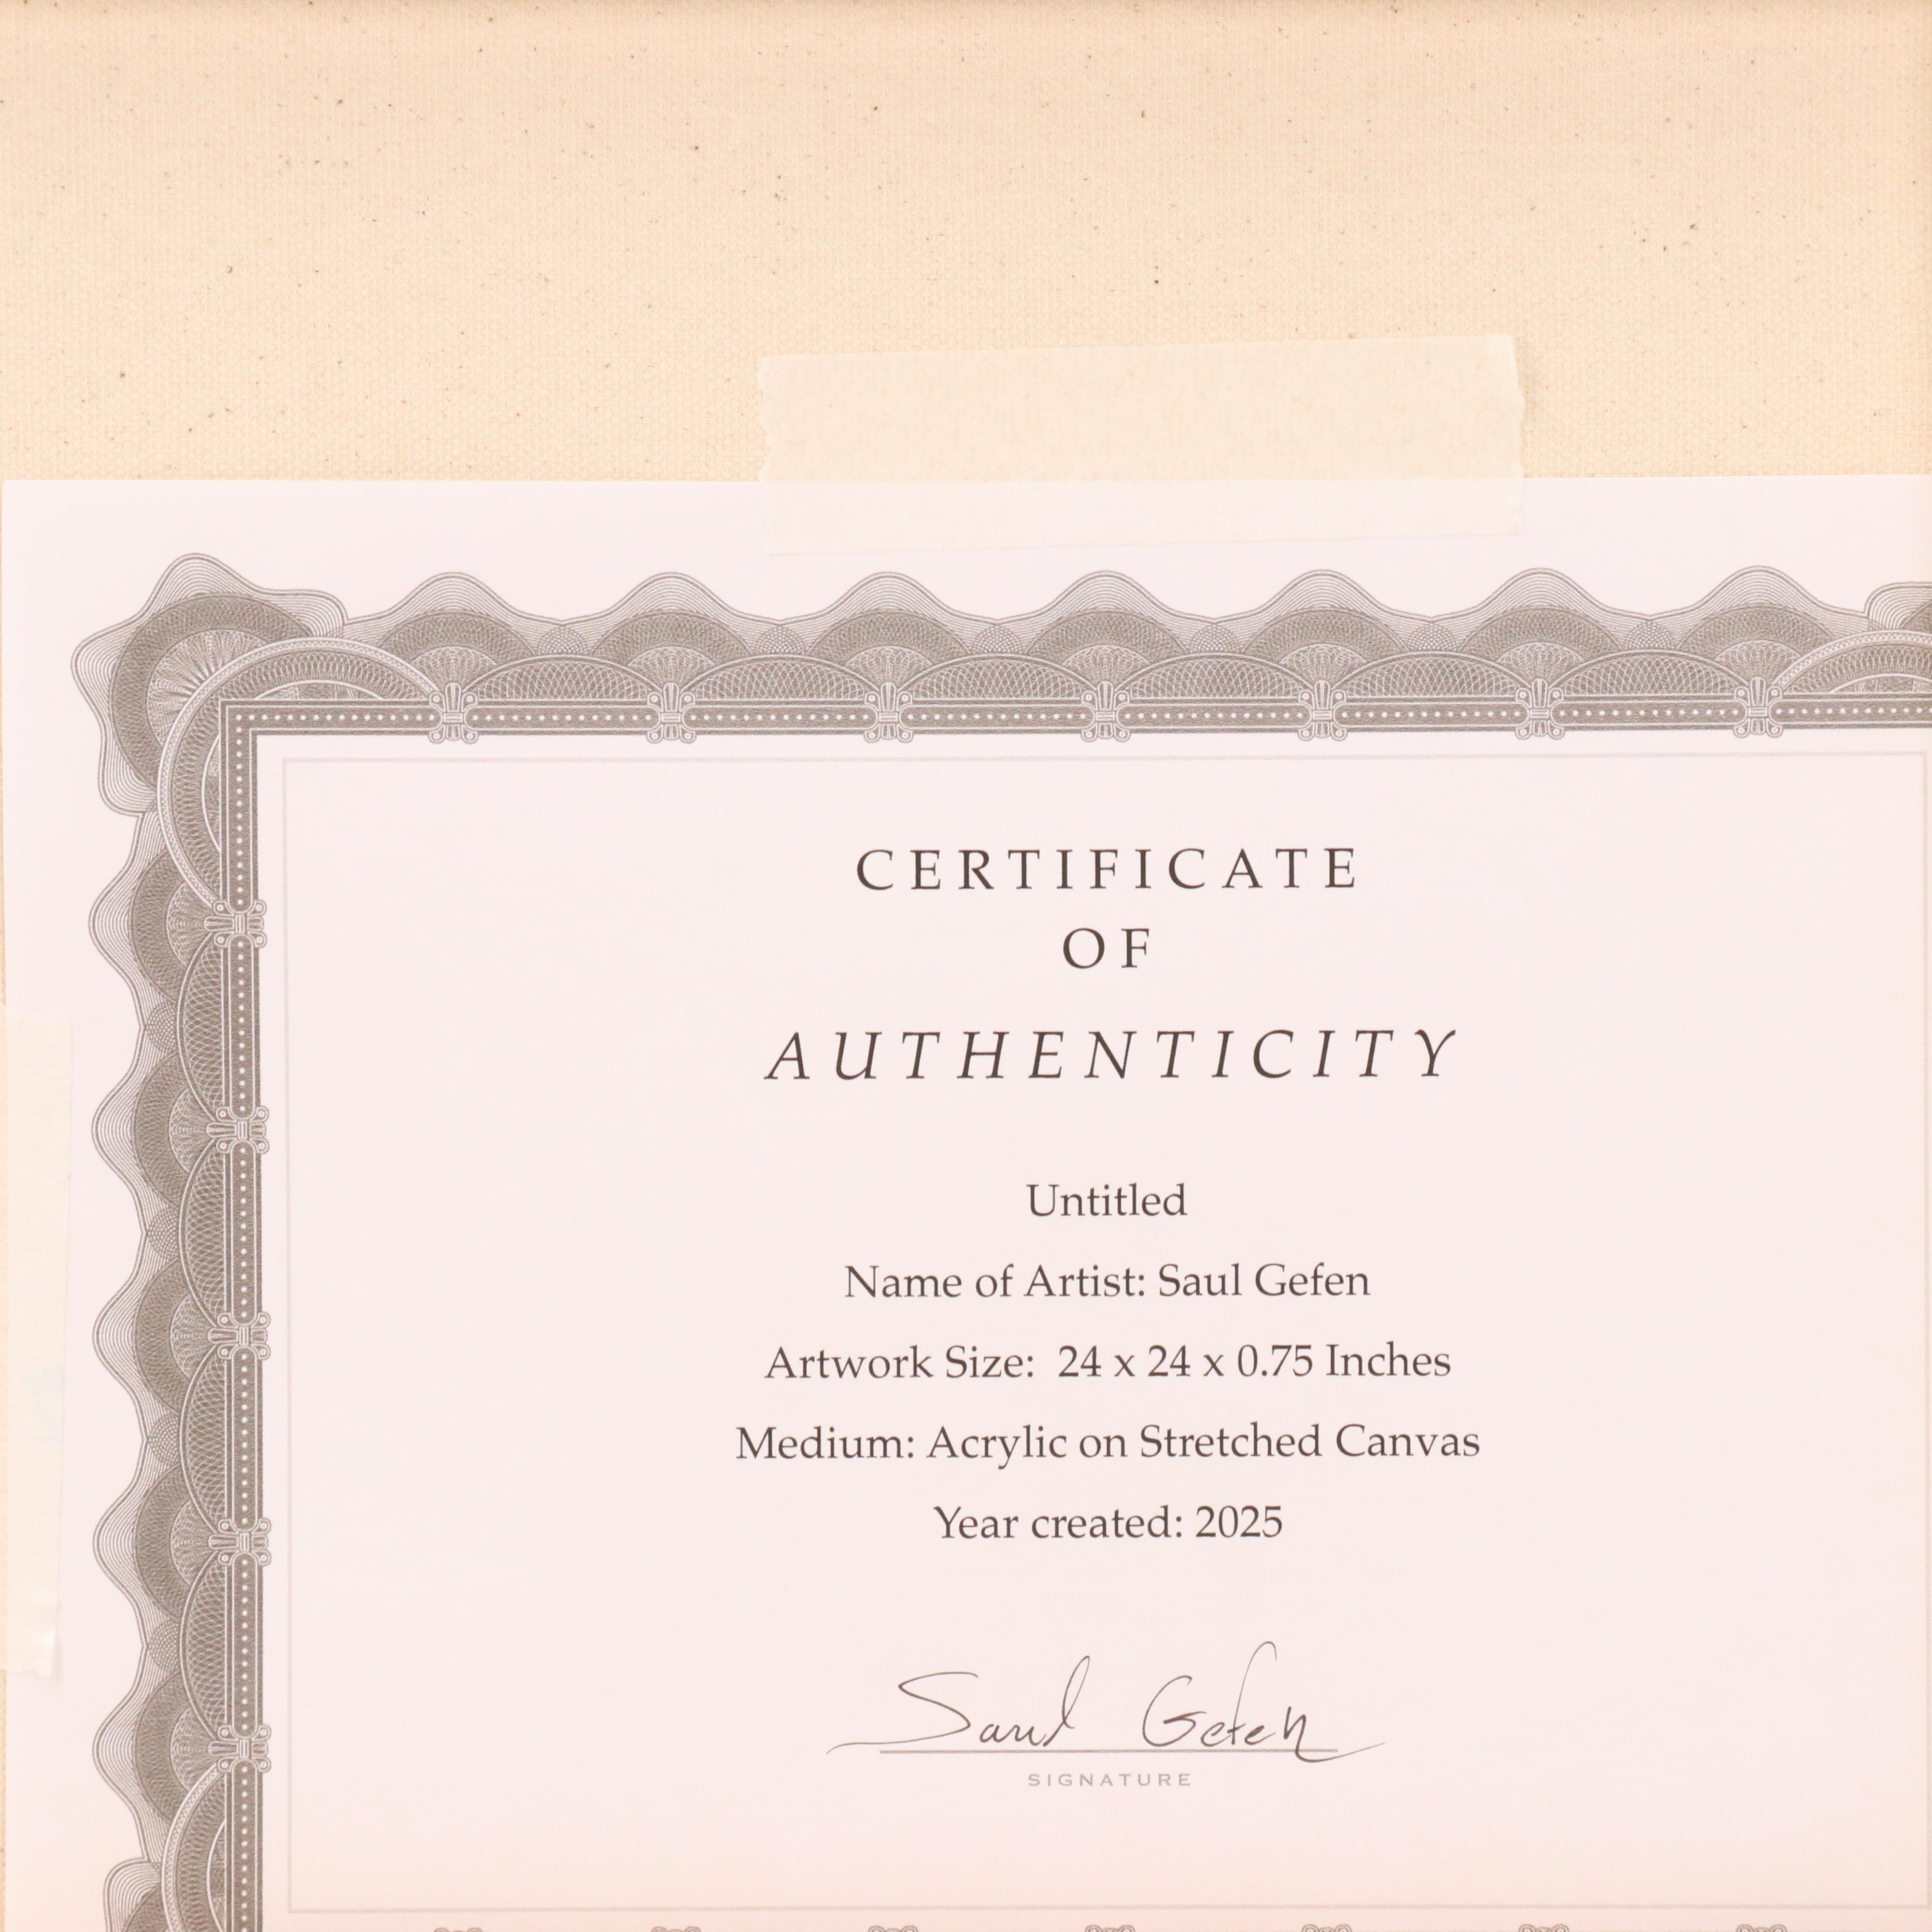 CERTIFICATE
OF
AUTHENTICITY
Untitled
Name of Artist: Saul Gefen
Artwork Size: 24 x 24 x 0.75 Inches
Medium: Acrylic on Stretched Canvas
Year created: 2025
Saul Gefen
SIGNATURE